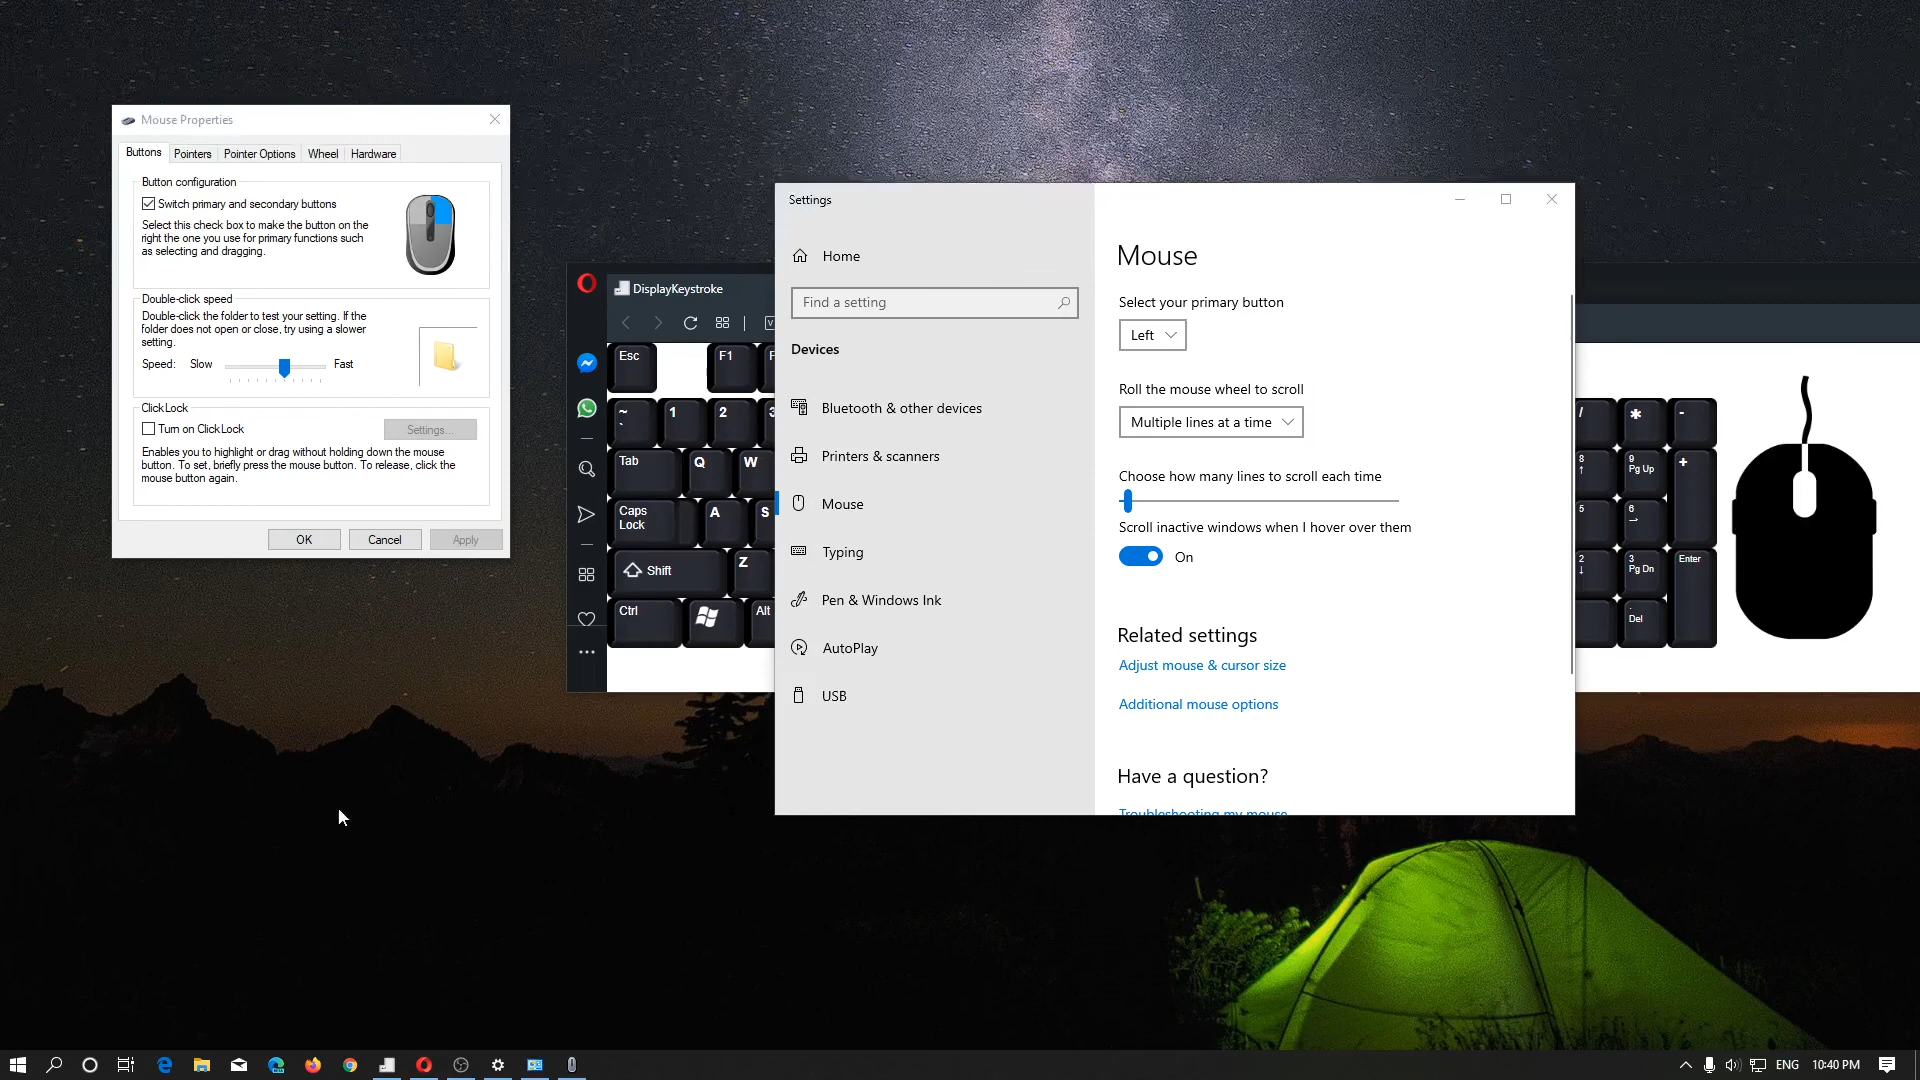 Mouse Properties
Buttons
Pointers
Pointer Options
Wheel
Hardware
Button configuration
Switch primary and secondary buttons
Select this check box to make the button on the
right the one you use for primary functions such
as selecting and dragging.
Double-click speed
Double-click the folder to test your setting. If the
folder does not open or close, try using a slower
setting.
Speed: Slow Fast
ClickLock
Turn on ClickLock
Settings...
Enables you to highlight or drag without holding down the mouse
button. To set, briefly press the mouse button. To release, click the
mouse button again.
OK
Cancel
Apply
DisplayKeystroke
Esc
F1
~
`
1
2
3
Tab
Q
W
Caps
Lock
A
S
Shift
Z
Ctrl
Alt
Settings
Home
Find a setting
Devices
Bluetooth & other devices
Printers & scanners
Mouse
Typing
Pen & Windows Ink
AutoPlay
USB
Mouse
Select your primary button
Left
Roll the mouse wheel to scroll
Multiple lines at a time
Choose how many lines to scroll each time
Scroll inactive windows when I hover over them
On
Related settings
Adjust mouse & cursor size
Additional mouse options
Have a question?
Troubleshooting my mouse
/
*
-
8
↑
9
Pg Up
+
5
6
→
2
↓
3
Pg Dn
Enter
.
Del
ENG
10:40 PM